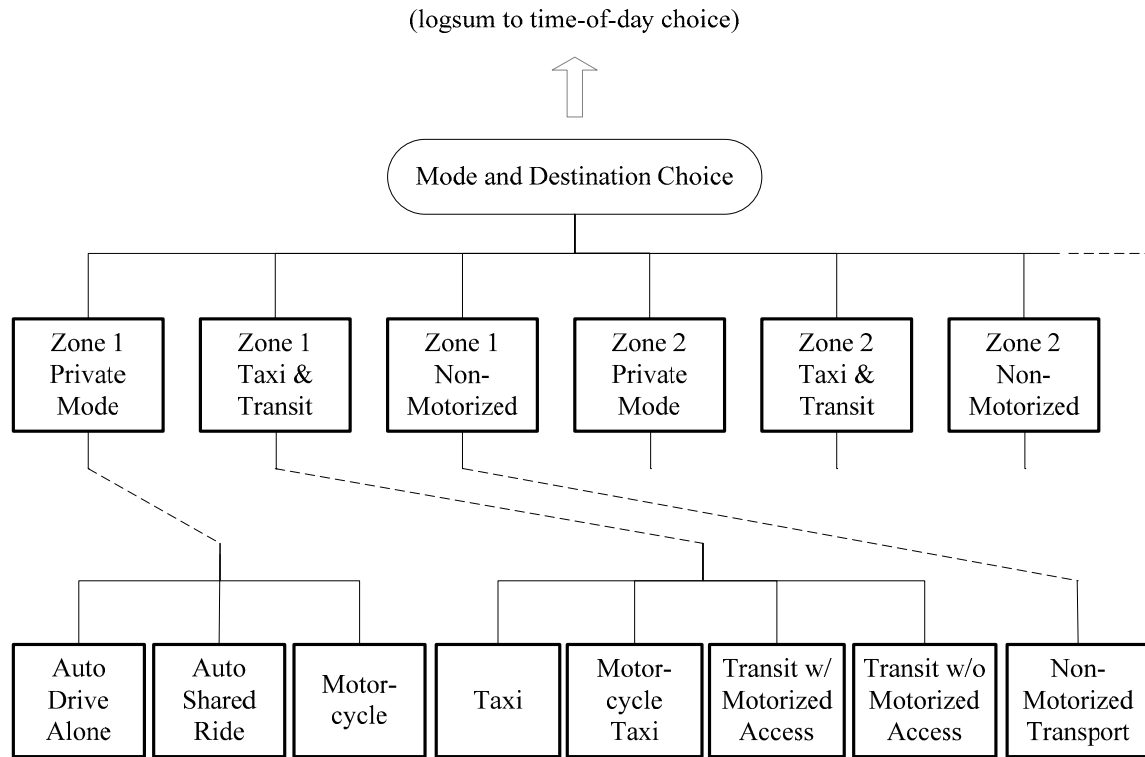 (logsum to time-of-day choice)
Mode and Destination Choice
Zone 1
Private
Mode
Zone 1
Taxi &
Transit
Zone 1
Non-
Motorized
Zone 2
Private
Mode
Zone 2
Taxi &
Transit
Zone 2
Non-
Motorized
Auto
Drive
Alone
Auto
Shared
Ride
Motor-
cycle
Taxi
Motor-
cycle
Taxi
Transit w/
Motorized
Access
Transit w/o
Motorized
Access
Non-
Motorized
Transport